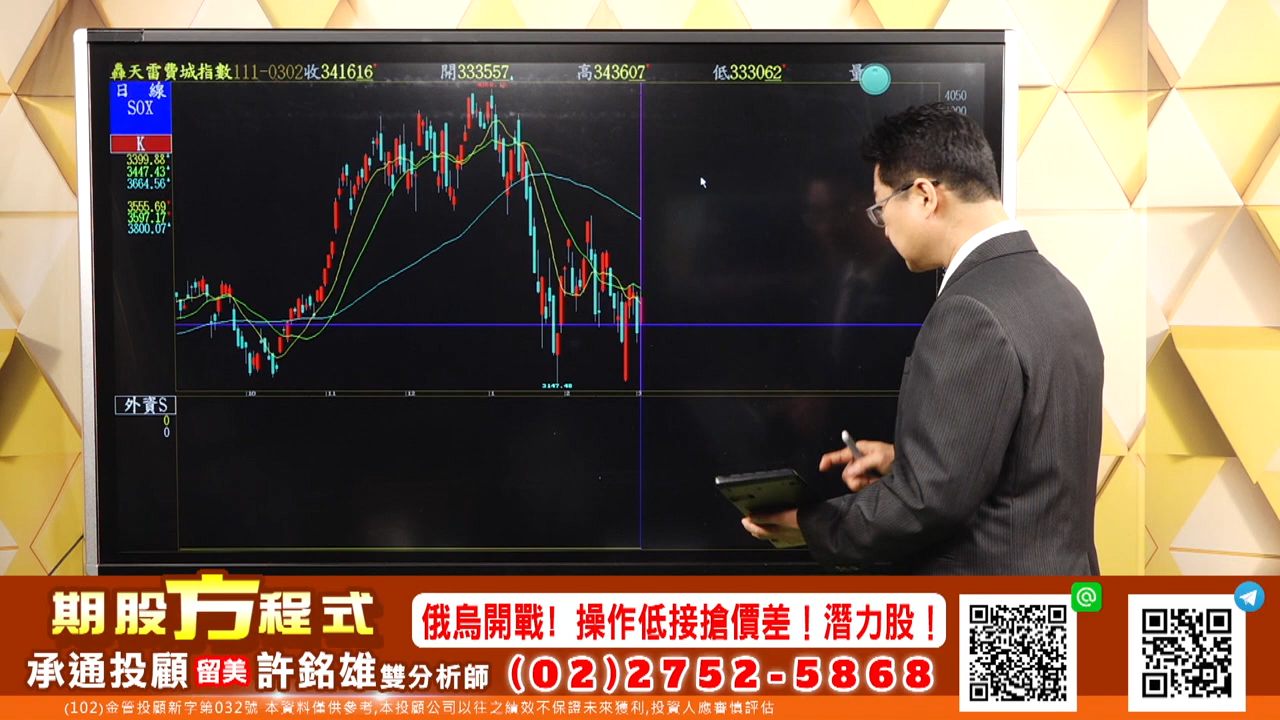 轟天雷費城指數111-0302收341616 開333557 高343607 低333062 量
日 線
SOX
4050
K
3399.88
3447.43
3664.56
3555.69
3597.17
3800.07
3147.48
10 11 12 1 2 3
外資S
0
0
期股方程式
俄烏開戰! 操作低接搶價差!潛力股!
承通投顧 留美 許銘雄 雙分析師 (02)2752-5868
(102)金管投顧新字第032號 本資料僅供參考,本投顧公司以往之績效不保證未來獲利,投資人應審慎評估